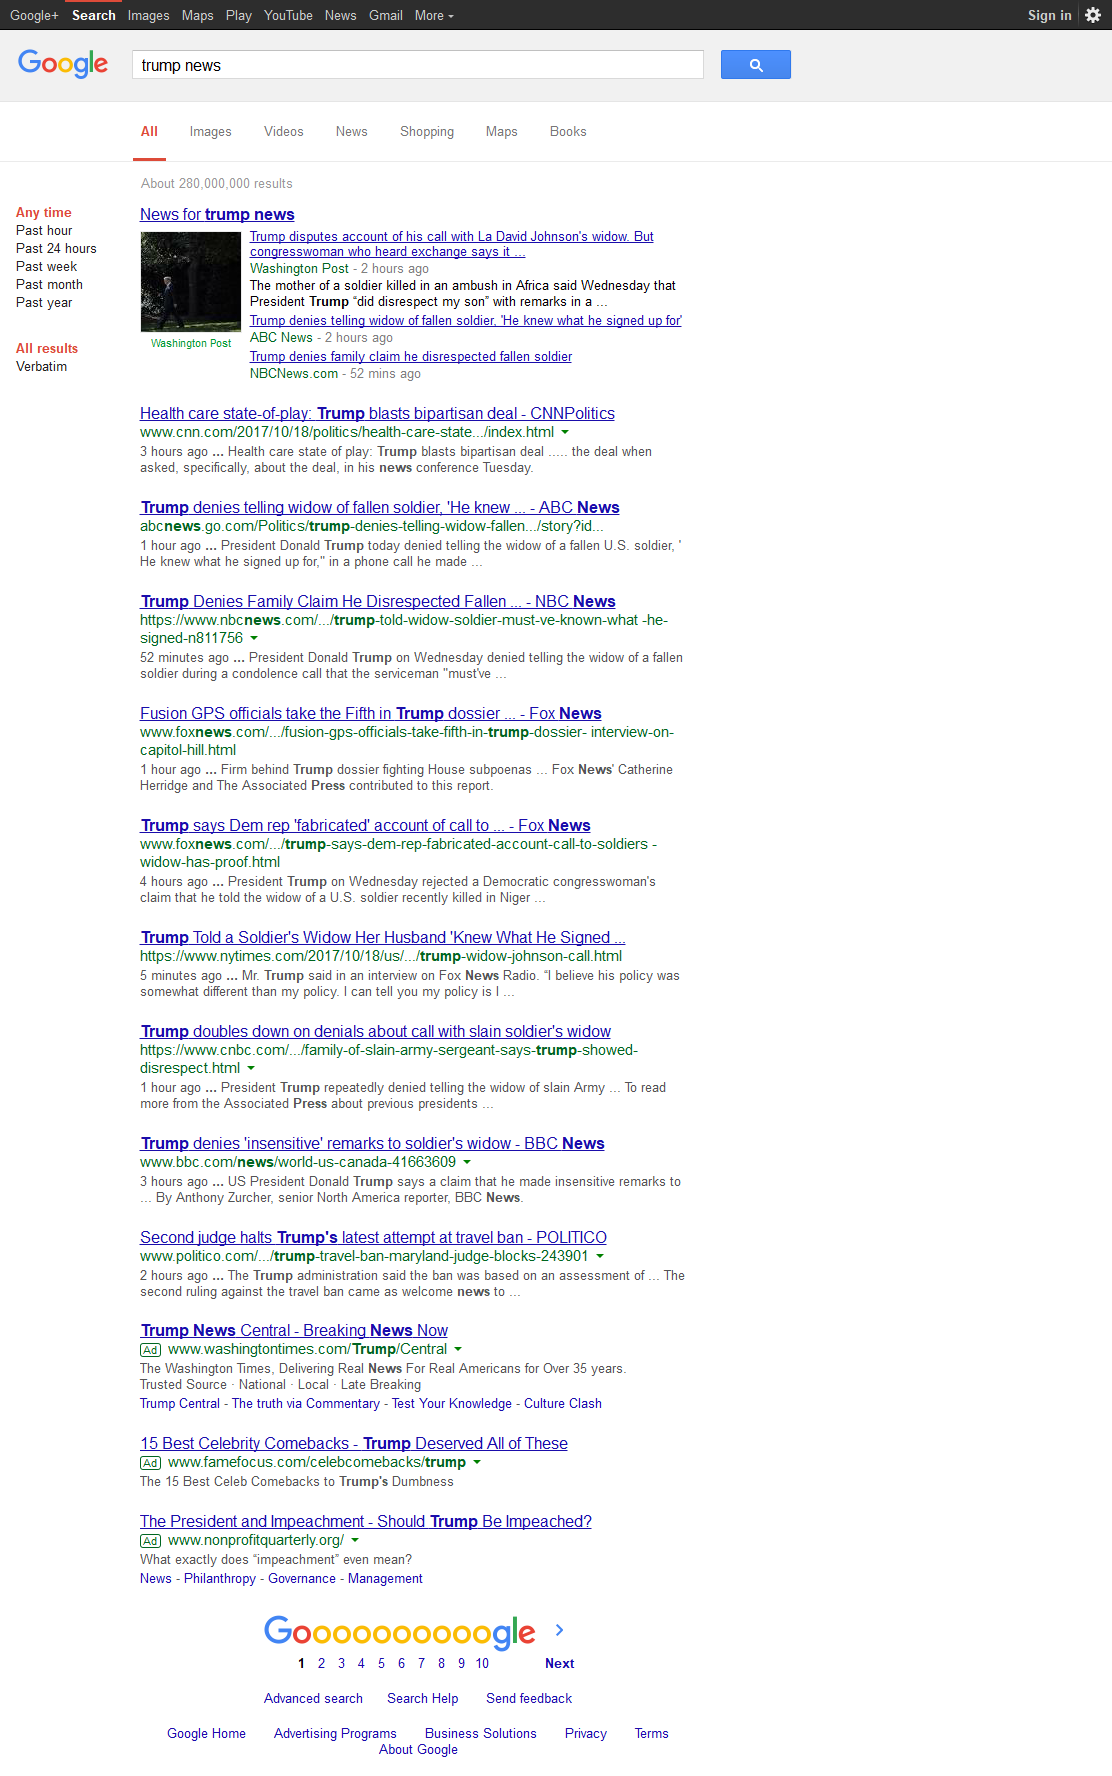 Google+ Search Images Maps Play YouTube News Gmail More Sign in
Google trump news
All Images Videos News Shopping Maps Books
About 280,000,000 results
Any time
Past hour
Past 24 hours
Past week
Past month
Past year
All results
Verbatim
News for trump news
Trump disputes account of his call with La David Johnson's widow. But
congresswoman who heard exchange says it ...
Washington Post - 2 hours ago
The mother of a soldier killed in an ambush in Africa said Wednesday that
President Trump “did disrespect my son” with remarks in a ...
Washington Post
Trump denies telling widow of fallen soldier, 'He knew what he signed up for'
ABC News - 2 hours ago
Trump denies family claim he disrespected fallen soldier
NBCNews.com - 52 mins ago
Health care state-of-play: Trump blasts bipartisan deal - CNNPolitics
www.cnn.com/2017/10/18/politics/health-care-state.../index.html
3 hours ago ... Health care state of play: Trump blasts bipartisan deal ..... the deal when
asked, specifically, about the deal, in his news conference Tuesday.
Trump denies telling widow of fallen soldier, 'He knew ... - ABC News
abcnews.go.com/Politics/trump-denies-telling-widow-fallen.../story?id...
1 hour ago ... President Donald Trump today denied telling the widow of a fallen U.S. soldier, '
He knew what he signed up for," in a phone call he made ...
Trump Denies Family Claim He Disrespected Fallen ... - NBC News
https://www.nbcnews.com/.../trump-told-widow-soldier-must-ve-known-what -he-
signed-n811756
52 minutes ago ... President Donald Trump on Wednesday denied telling the widow of a fallen
soldier during a condolence call that the serviceman "must've ...
Fusion GPS officials take the Fifth in Trump dossier ... - Fox News
www.foxnews.com/.../fusion-gps-officials-take-fifth-in-trump-dossier- interview-on-
capitol-hill.html
1 hour ago ... Firm behind Trump dossier fighting House subpoenas ... Fox News' Catherine
Herridge and The Associated Press contributed to this report.
Trump says Dem rep 'fabricated' account of call to ... - Fox News
www.foxnews.com/.../trump-says-dem-rep-fabricated-account-call-to-soldiers -
widow-has-proof.html
4 hours ago ... President Trump on Wednesday rejected a Democratic congresswoman's
claim that he told the widow of a U.S. soldier recently killed in Niger ...
Trump Told a Soldier's Widow Her Husband 'Knew What He Signed ...
https://www.nytimes.com/2017/10/18/us/.../trump-widow-johnson-call.html
5 minutes ago ... Mr. Trump said in an interview on Fox News Radio. “I believe his policy was
somewhat different than my policy. I can tell you my policy is I ...
Trump doubles down on denials about call with slain soldier's widow
https://www.cnbc.com/.../family-of-slain-army-sergeant-says-trump-showed-
disrespect.html
1 hour ago ... President Trump repeatedly denied telling the widow of slain Army ... To read
more from the Associated Press about previous presidents ...
Trump denies 'insensitive' remarks to soldier's widow - BBC News
www.bbc.com/news/world-us-canada-41663609
3 hours ago ... US President Donald Trump says a claim that he made insensitive remarks to
... By Anthony Zurcher, senior North America reporter, BBC News.
Second judge halts Trump's latest attempt at travel ban - POLITICO
www.politico.com/.../trump-travel-ban-maryland-judge-blocks-243901
2 hours ago ... The Trump administration said the ban was based on an assessment of ... The
second ruling against the travel ban came as welcome news to ...
Trump News Central - Breaking News Now
Ad www.washingtontimes.com/Trump/Central
The Washington Times, Delivering Real News For Real Americans for Over 35 years.
Trusted Source · National · Local · Late Breaking
Trump Central - The truth via Commentary - Test Your Knowledge - Culture Clash
15 Best Celebrity Comebacks - Trump Deserved All of These
Ad www.famefocus.com/celebcomebacks/trump
The 15 Best Celeb Comebacks to Trump's Dumbness
The President and Impeachment - Should Trump Be Impeached?
Ad www.nonprofitquarterly.org/
What exactly does “impeachment” even mean?
News - Philanthropy - Governance - Management
Goooooooooogle >
1 2 3 4 5 6 7 8 9 10 Next
Advanced search Search Help Send feedback
Google Home Advertising Programs Business Solutions Privacy Terms
About Google